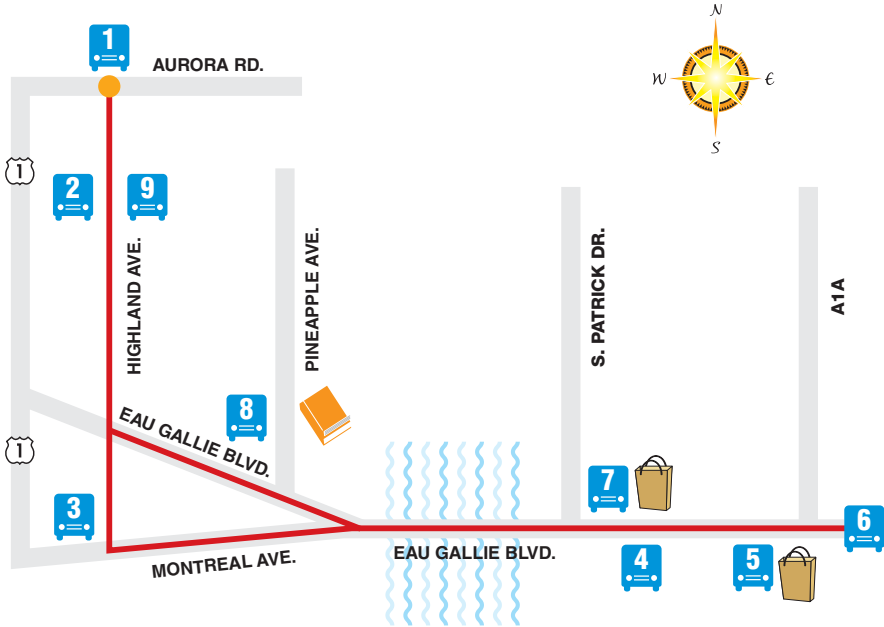 N
W
E
S
1
AURORA RD.
1
2
9
HIGHLAND AVE.
PINEAPPLE AVE.
S. PATRICK DR.
A1A
8
EAU GALLIE BLVD.
1
3
7
6
EAU GALLIE BLVD.
MONTREAL AVE.
4
5